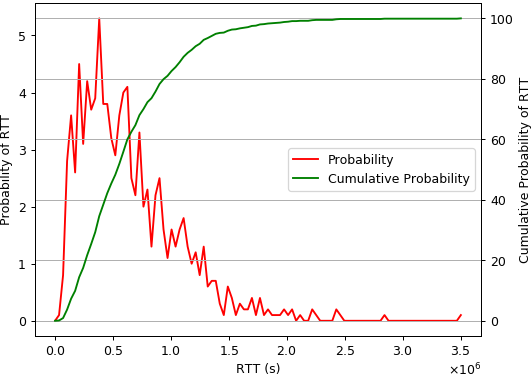 Probability of RTT
5
4
3
2
1
0
100
80
60
40
20
0
Cumulative Probability of RTT
Probability
Cumulative Probability
0.0 0.5 1.0 1.5 2.0 2.5 3.0 3.5
RTT (s)
×10⁶